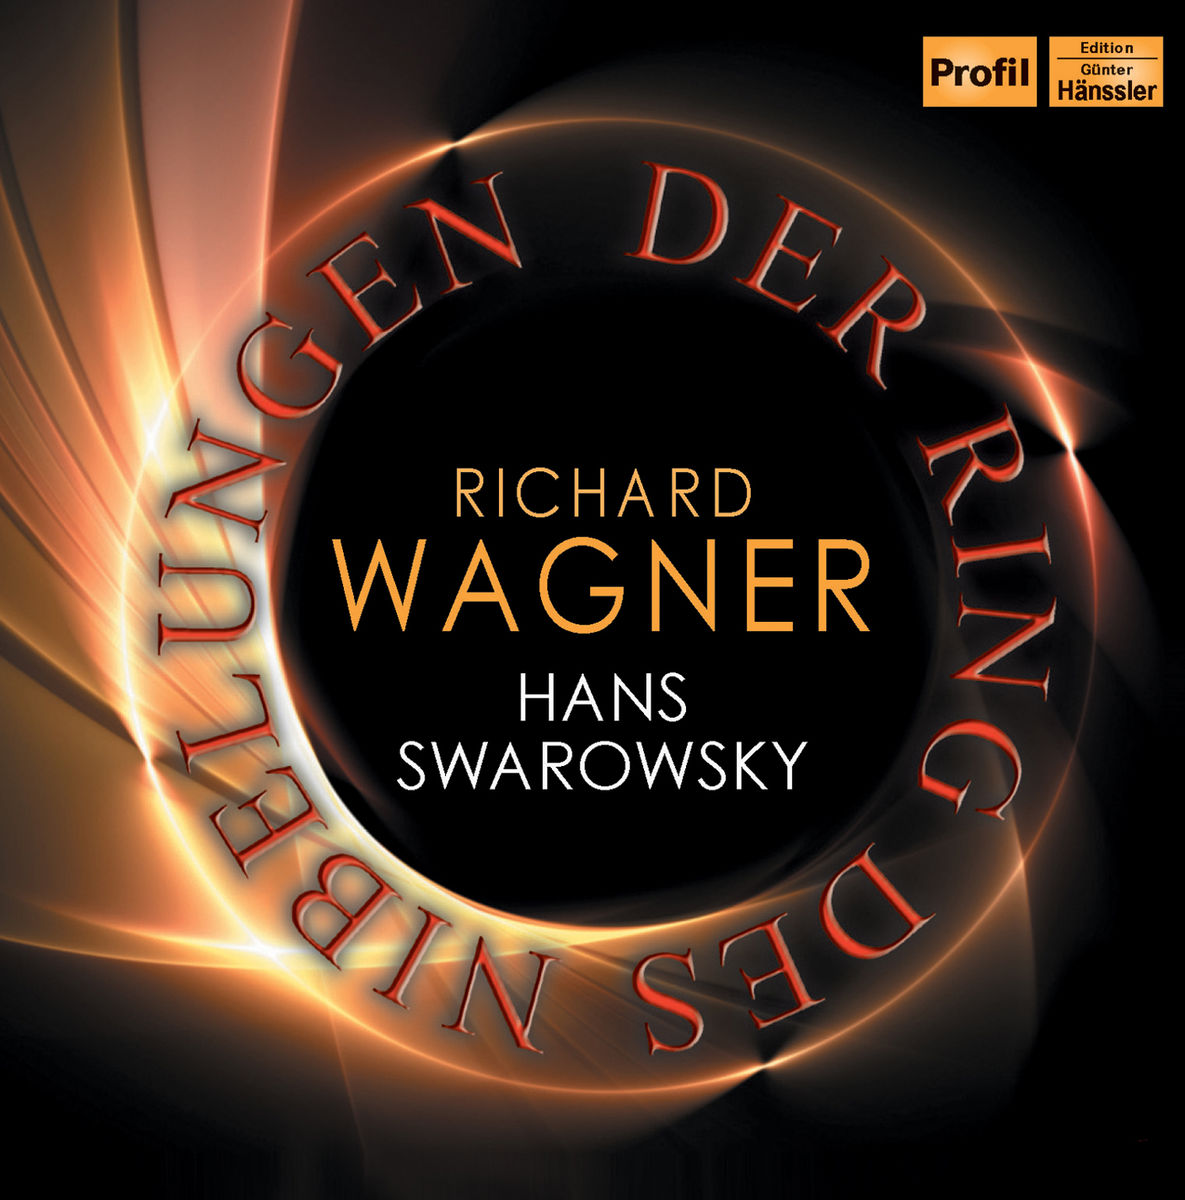 Profil
Edition
Günter
Hänssler
DER RING DES NIBELUNGEN
RICHARD
WAGNER
HANS
SWAROWSKY